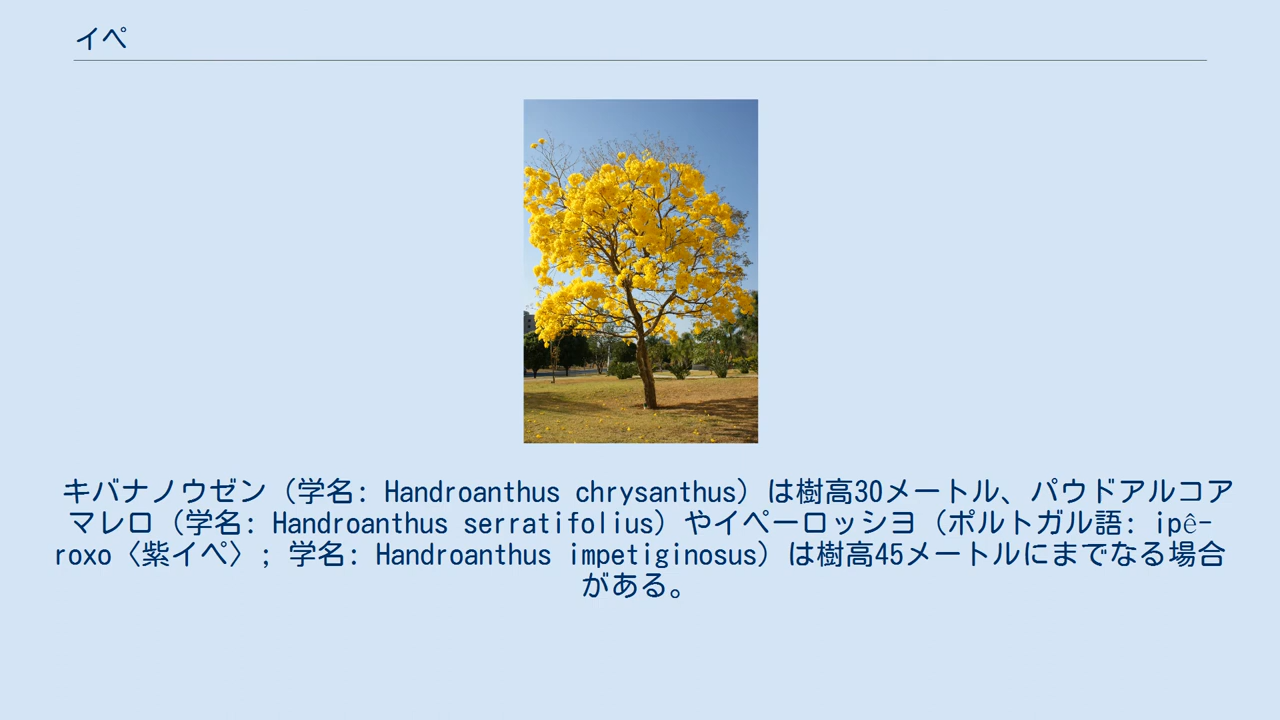 イペ
キバナノウゼン（学名: Handroanthus chrysanthus）は樹高30メートル、パウドアルコア
マレロ（学名: Handroanthus serratifolius）やイペーロッショ（ポルトガル語: ipê-
roxo〈紫イペ〉; 学名: Handroanthus impetiginosus）は樹高45メートルにまでなる場合
がある。